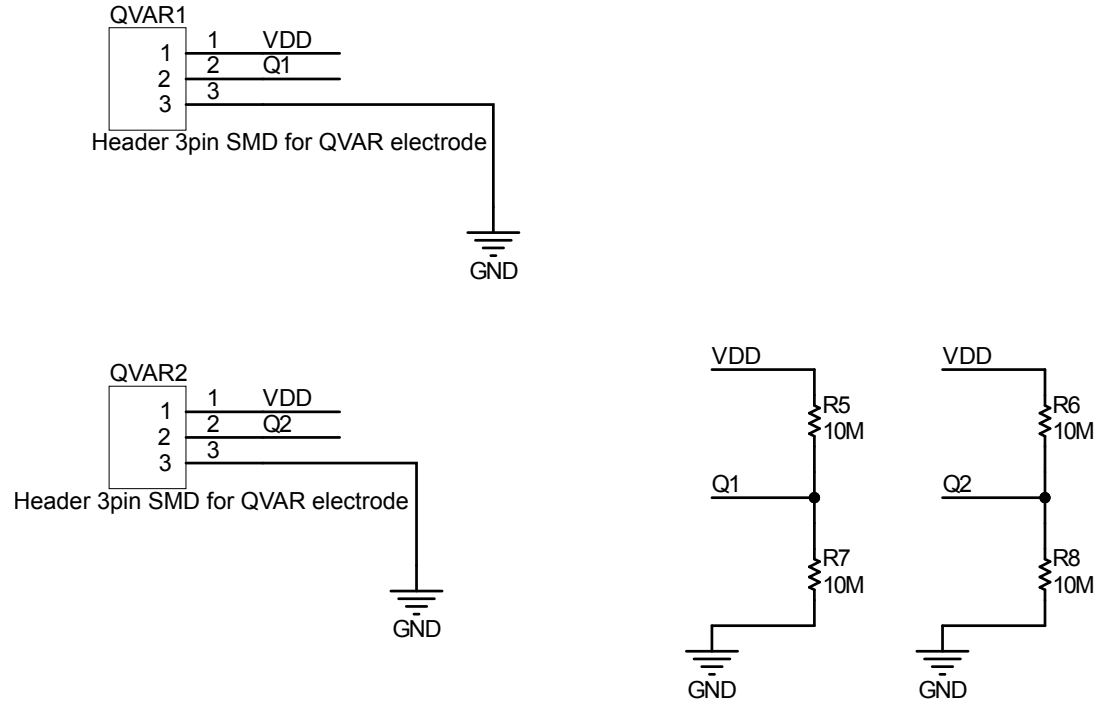 QVAR1
1 1 VDD
2 2 Q1
3 3
Header 3pin SMD for QVAR electrode
GND
QVAR2
1 1 VDD
2 2 Q2
3 3
Header 3pin SMD for QVAR electrode
GND
VDD
R5
10M
Q1
R7
10M
GND
VDD
R6
10M
Q2
R8
10M
GND